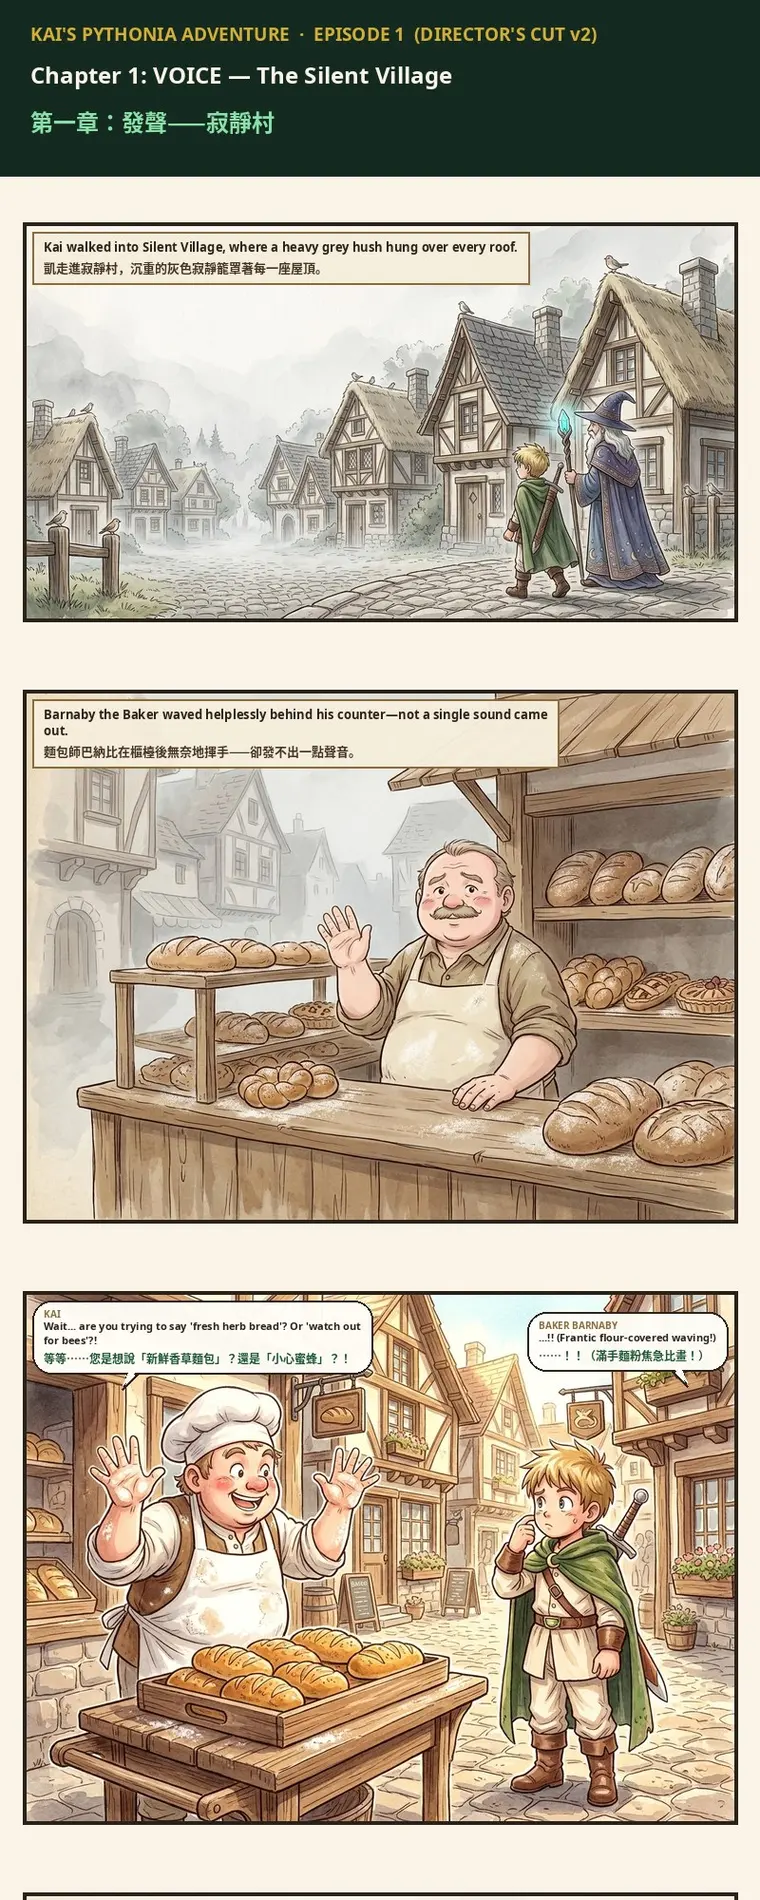 KAI'S PYTHONIA ADVENTURE · EPISODE 1 (DIRECTOR'S CUT v2)
Chapter 1: VOICE — The Silent Village
第一章：發聲——寂靜村
Kai walked into Silent Village, where a heavy grey hush hung over every roof.
凱走進寂靜村，沉重的灰色寂靜籠罩著每一座屋頂。
Barnaby the Baker waved helplessly behind his counter—not a single sound came
out.
麵包師巴納比在櫃檯後無奈地揮手——卻發不出一點聲音。
KAI
Wait... are you trying to say 'fresh herb bread'? Or 'watch out
for bees'?!
等等……您是想說「新鮮香草麵包」？還是「小心蜜蜂」？！
BAKER BARNABY
...!! (Frantic flour-covered waving!)
……！！（滿手麵粉焦急比畫！）